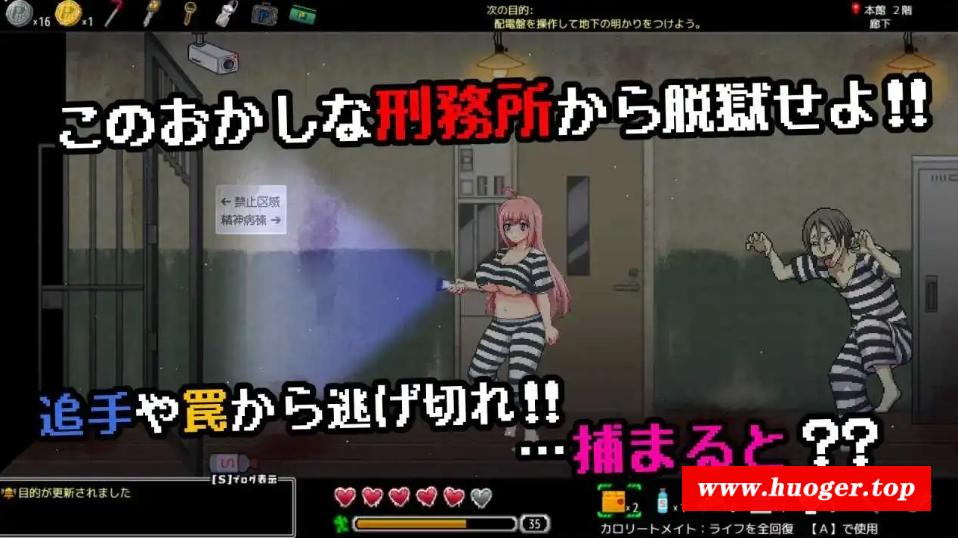 ×16
×1
次の目的:
配電盤を操作して地下の明かりをつけよう。
本館 2階
廊下
このおかしな刑務所から脱獄せよ!!
← 禁止区域
精神病棟 →
追手や罠から逃げ切れ!!
…捕まると??
[S]でログ表示
目的が更新されました
35
×2
www.huoger.top
カロリートメイト：ライフを全回復 【A】で使用